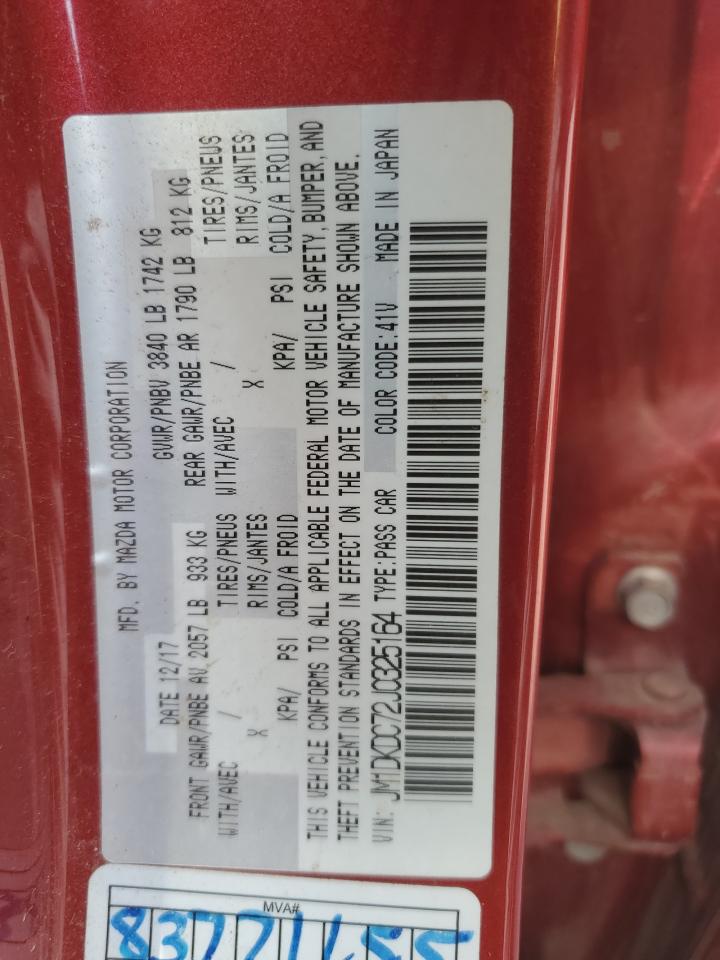 MFD. BY MAZDA MOTOR CORPORATION
DATE 12/17 GVWR/PNBV 3840 LB 1742 KG
FRONT GAWR/PNBE AV 2057 LB 933 KG REAR GAWR/PNBE AR 1790 LB 812 KG
WITH/AVEC / TIRES/PNEUS WITH/AVEC / TIRES/PNEUS
X RIMS/JANTES X RIMS/JANTES
KPA/ PSI COLD/A FROID KPA/ PSI COLD/A FROID
THIS VEHICLE CONFORMS TO ALL APPLICABLE FEDERAL MOTOR VEHICLE SAFETY, BUMPER, AND
THEFT PREVENTION STANDARDS IN EFFECT ON THE DATE OF MANUFACTURE SHOWN ABOVE.
VIN: JM1DKDC72J0325164 TYPE:PASS CAR COLOR CODE:41V MADE IN JAPAN
MVA#